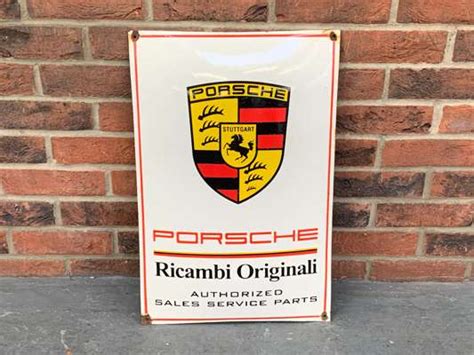 PORSCHE
STUTTGART
PORSCHE
Ricambi Originali
AUTHORIZED
SALES SERVICE PARTS